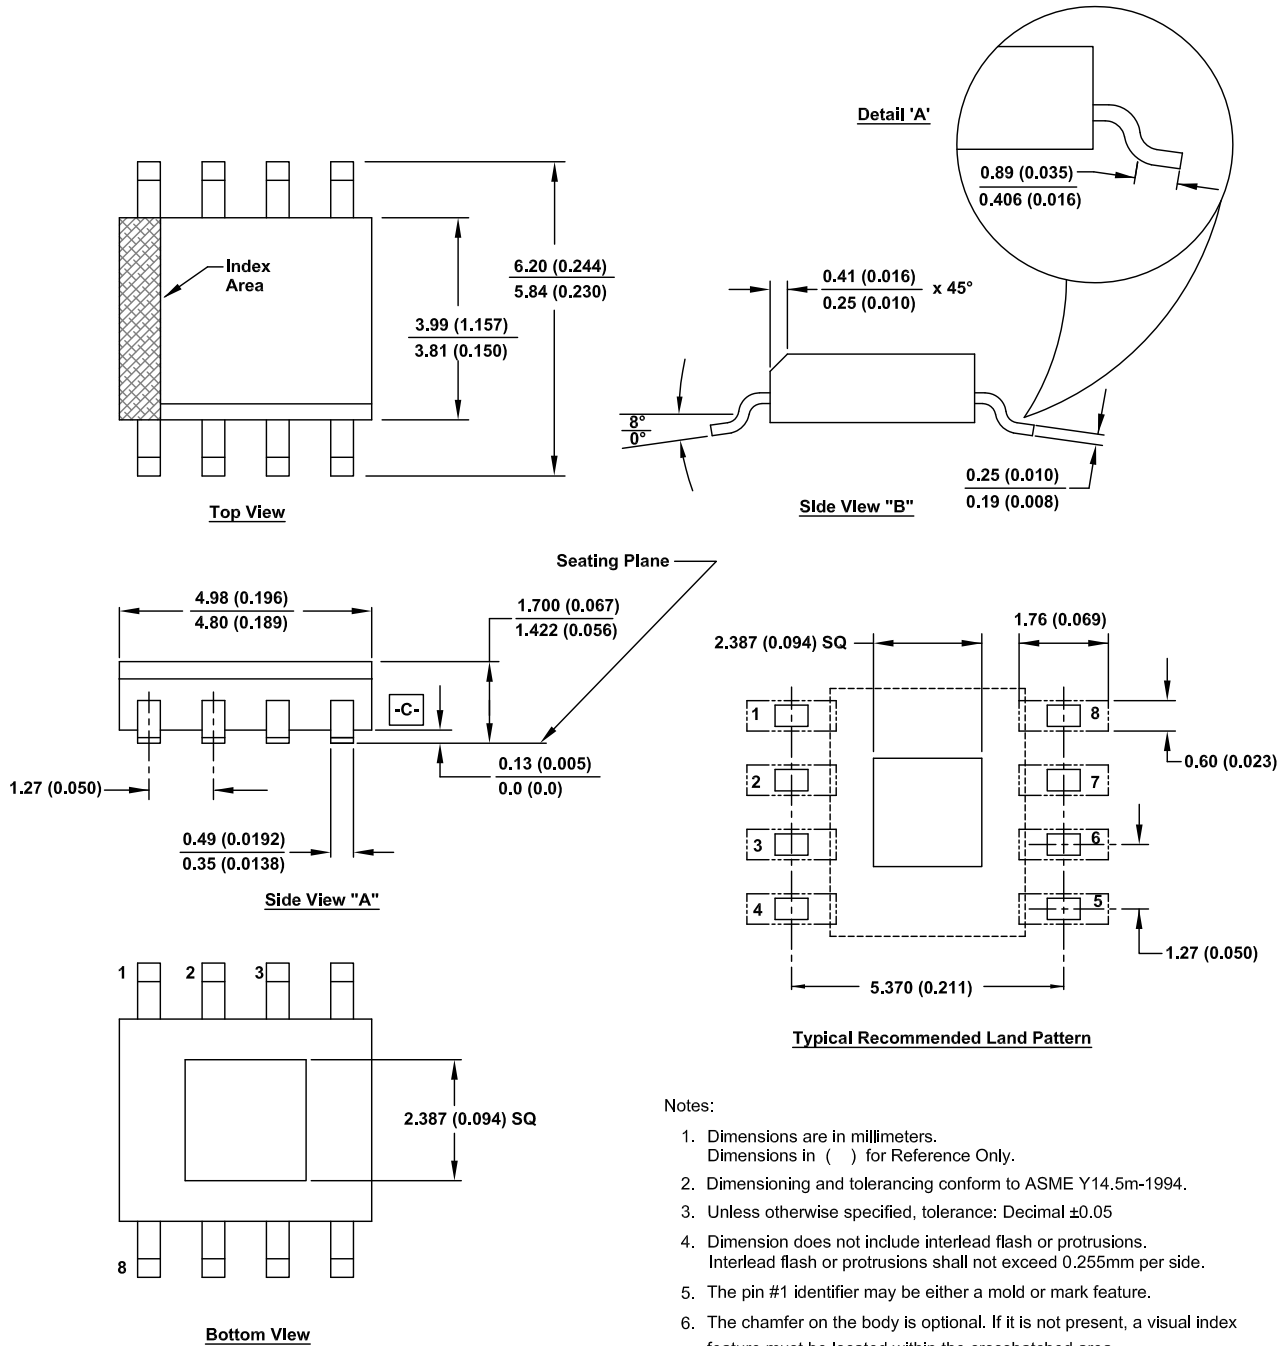 Detail 'A'
0.89 (0.035)
0.406 (0.016)
Index
Area
6.20 (0.244)
5.84 (0.230)
3.99 (1.157)
3.81 (0.150)
Top View
0.41 (0.016)
0.25 (0.010)
x 45°
8°
0°
0.25 (0.010)
0.19 (0.008)
Side View "B"
Seating Plane
4.98 (0.196)
4.80 (0.189)
1.700 (0.067)
1.422 (0.056)
-C-
0.13 (0.005)
0.0 (0.0)
1.27 (0.050)
0.49 (0.0192)
0.35 (0.0138)
Side View "A"
2.387 (0.094) SQ
1.76 (0.069)
1
8
0.60 (0.023)
2
7
3
6
4
5
1.27 (0.050)
5.370 (0.211)
Typical Recommended Land Pattern
1
2
3
2.387 (0.094) SQ
8
Bottom View
Notes:
1. Dimensions are in millimeters.
Dimensions in ( ) for Reference Only.
2. Dimensioning and tolerancing conform to ASME Y14.5m-1994.
3. Unless otherwise specified, tolerance: Decimal ±0.05
4. Dimension does not include interlead flash or protrusions.
Interlead flash or protrusions shall not exceed 0.255mm per side.
5. The pin #1 identifier may be either a mold or mark feature.
6. The chamfer on the body is optional. If it is not present, a visual index
feature must be located within the crosshatched area.